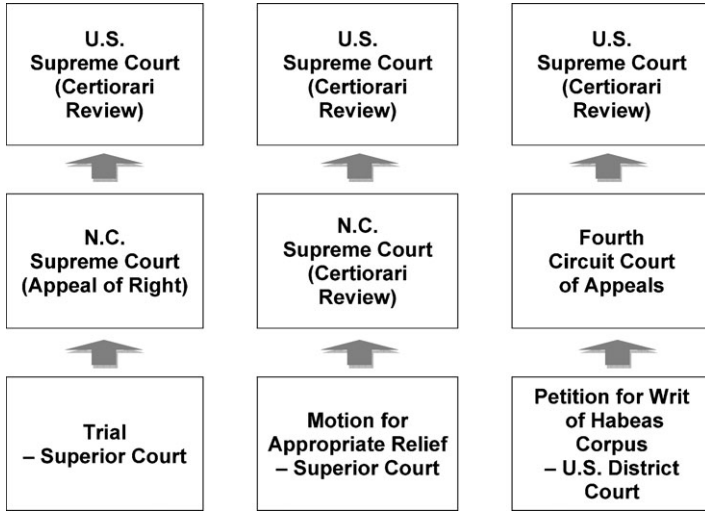 U.S.
Supreme Court
(Certiorari
Review)
U.S.
Supreme Court
(Certiorari
Review)
U.S.
Supreme Court
(Certiorari
Review)
N.C.
Supreme Court
(Appeal of Right)
N.C.
Supreme Court
(Certiorari
Review)
Fourth
Circuit Court
of Appeals
Trial
– Superior Court
Motion for
Appropriate Relief
– Superior Court
Petition for Writ
of Habeas
Corpus
– U.S. District
Court